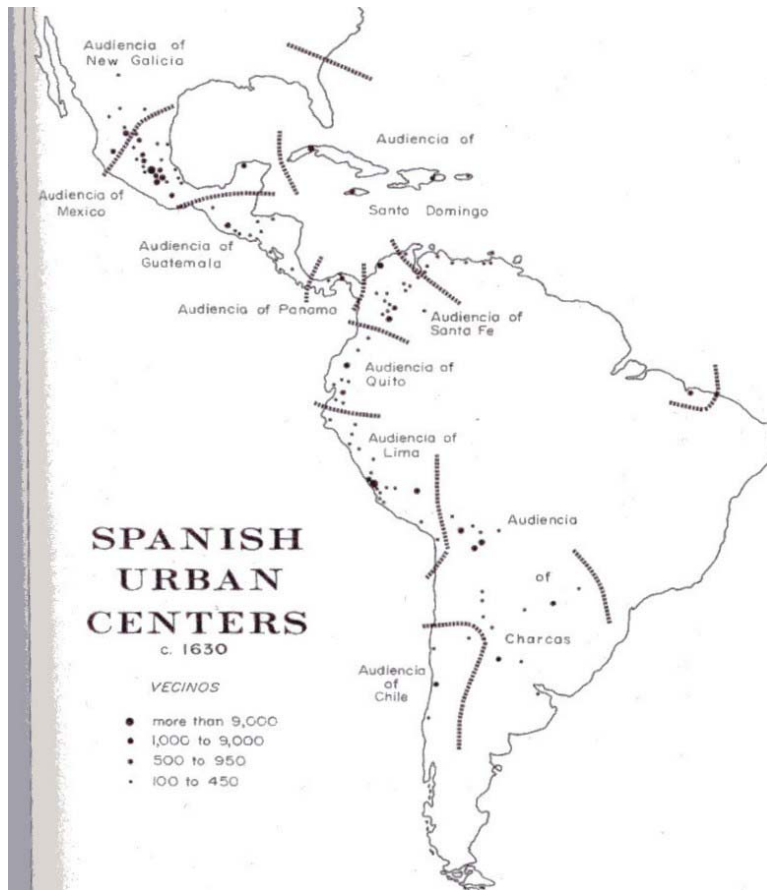 Audiencia of
New Galicia
Audiencia of
Santo Domingo
Audiencia of
Mexico
Audiencia of
Guatemala
Audiencia of Panama
Audiencia of
Santa Fe
Audiencia of
Quito
Audiencia of
Lima
Audiencia
of
Charcas
Audiencia
of
Chile
SPANISH
URBAN
CENTERS
c. 1630
VECINOS
more than 9,000
1,000 to 9,000
500 to 950
100 to 450